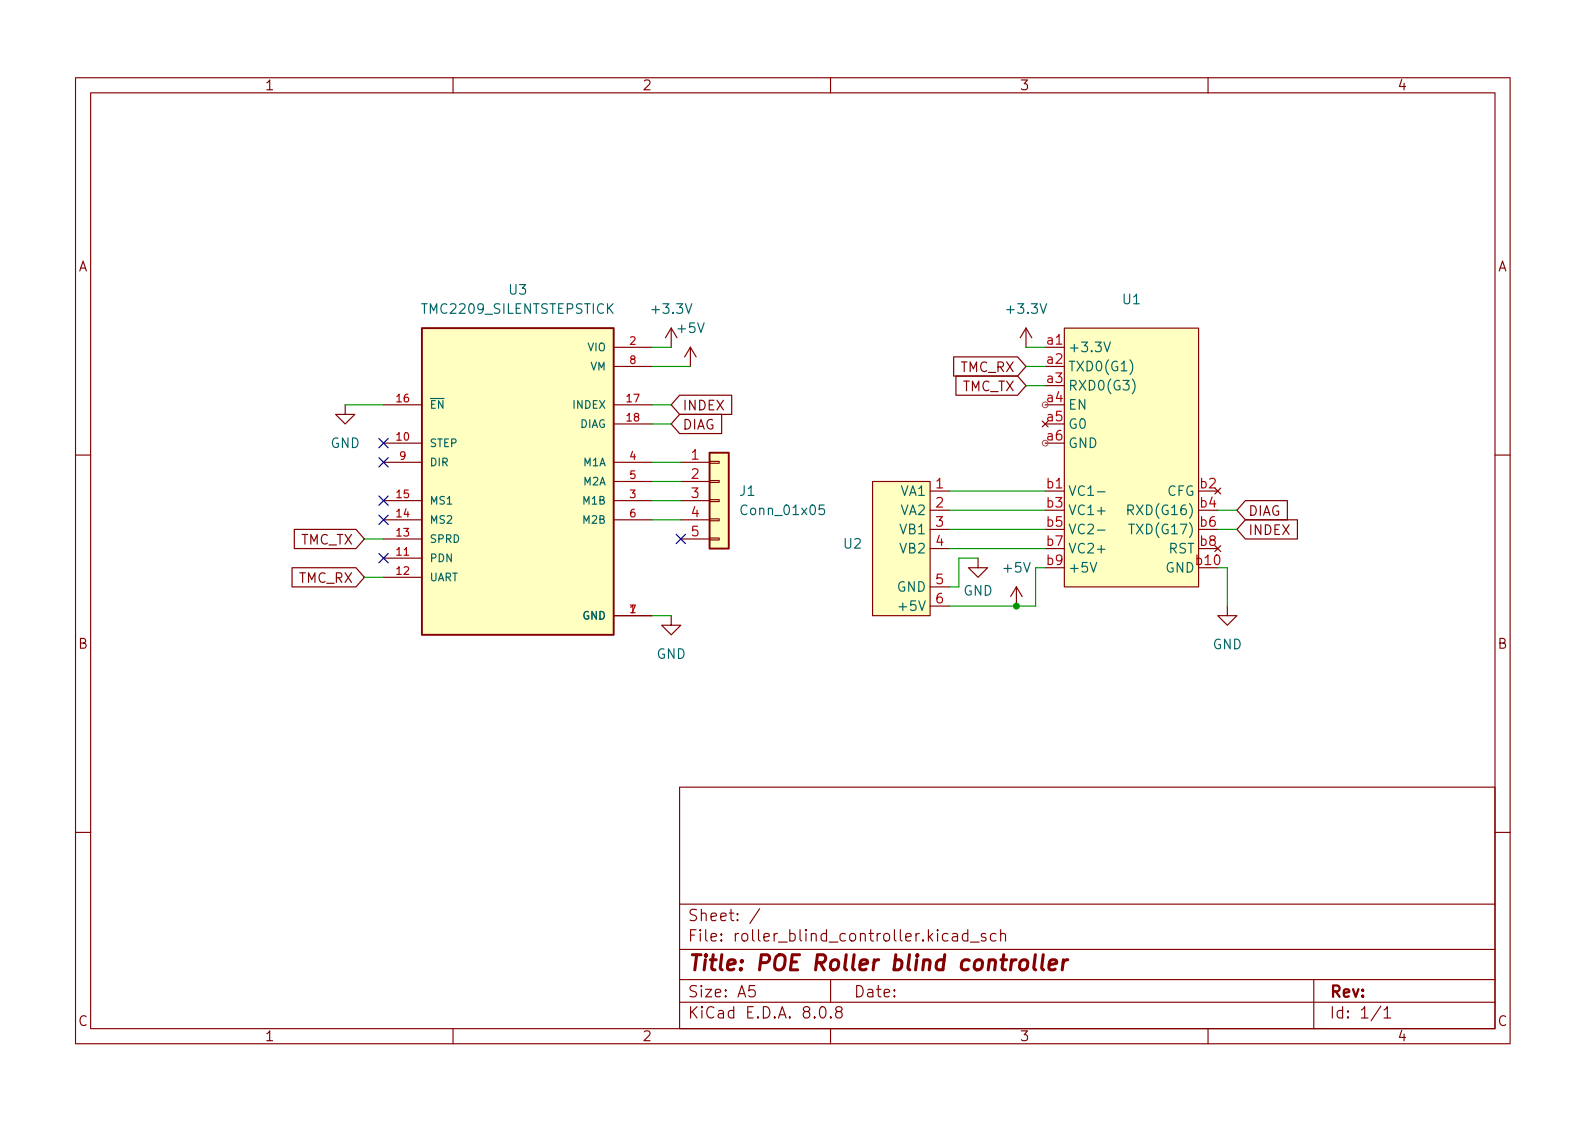 1 2 3 4
A A
B B
C C
U3
TMC2209_SILENTSTEPSTICK
+3.3V
+5V
VIO 2
VM 8
16 EN
GND
10 STEP
9 DIR
15 MS1
14 MS2
TMC_TX 13 SPRD
11 PDN
TMC_RX 12 UART
INDEX 17 INDEX
DIAG 18 DIAG
M1A 4 1
M2A 5 2
M1B 3 3
M2B 6 4
5
J1
Conn_01x05
GND
GND
U1
+3.3V
a1 +3.3V
TMC_RX a2 TXD0(G1)
TMC_TX a3 RXD0(G3)
a4 EN
a5 G0
a6 GND
U2
VA1 1 b1 VC1-
VA2 2 b3 VC1+
VB1 3 b5 VC2-
VB2 4 b7 VC2+
+5V b9 +5V
GND 5 GND
+5V 6
CFG b2
RXD(G16) b4 DIAG
TXD(G17) b6 INDEX
RST b8
GND b10
GND
Sheet: /
File: roller_blind_controller.kicad_sch
Title: POE Roller blind controller
Size: A5 Date: Rev:
KiCad E.D.A. 8.0.8 Id: 1/1
1 2 3 4